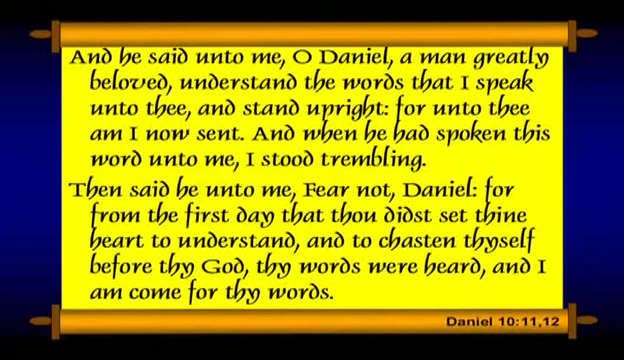 And he said unto me, O Daniel, a man greatly
beloved, understand the words that I speak
unto thee, and stand upright: for unto thee
am I now sent. And when he had spoken this
word unto me, I stood trembling.
Then said he unto me, Fear not, Daniel: for
from the first day that thou didst set thine
heart to understand, and to chasten thyself
before thy God, thy words were heard, and I
am come for thy words.
Daniel 10:11,12